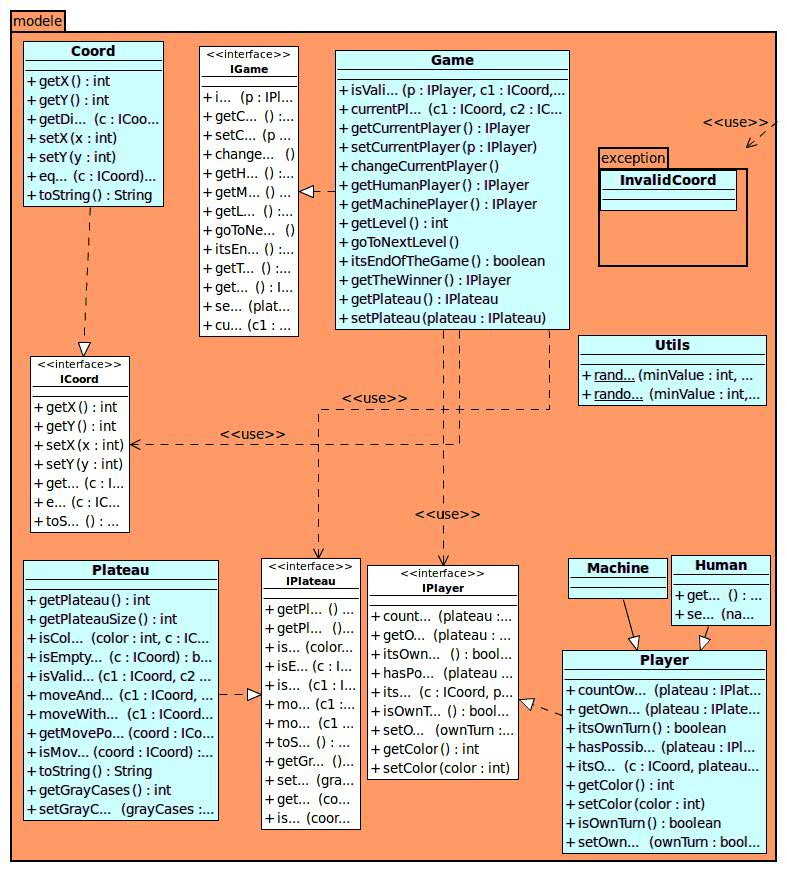 modele
Coord
+ getX () : int
+ getY () : int
+ getDi... (c : ICoo...
+ setX (x : int)
+ setY (y : int)
+ eq... (c : ICoord)...
+ toString () : String
<<interface>>
IGame
+ i... (p : IPl...
+ getC... () :...
+ setC... (p ...
+ change... ()
+ getH... () :...
+ getM... () ...
+ getL... () :...
+ goToNe... ()
+ itsEn... () :...
+ getT... () :...
+ get... () : I...
+ se... (plat...
+ cu... (c1 : ...
Game
+ isVali... (p : IPlayer, c1 : ICoord,...
+ currentPl... (c1 : ICoord, c2 : IC...
+ getCurrentPlayer () : IPlayer
+ setCurrentPlayer (p : IPlayer)
+ changeCurrentPlayer ()
+ getHumanPlayer () : IPlayer
+ getMachinePlayer () : IPlayer
+ getLevel () : int
+ goToNextLevel ()
+ itsEndOfTheGame () : boolean
+ getTheWinner () : IPlayer
+ getPlateau () : IPlateau
+ setPlateau (plateau : IPlateau)
<<use>>
exception
InvalidCoord
Utils
+ rand... (minValue : int, ...
+ rando... (minValue : int,...
<<interface>>
ICoord
+ getX () : int
+ getY () : int
+ setX (x : int)
+ setY (y : int)
+ get... (c : I...
+ e... (c : IC...
+ toS... () : ...
<<use>>
<<use>>
<<use>>
Plateau
+ getPlateau () : int
+ getPlateauSize () : int
+ isCol... (color : int, c : IC...
+ isEmpty... (c : ICoord) : b...
+ isValid... (c1 : ICoord, c2 ...
+ moveAnd... (c1 : ICoord, ...
+ moveWith... (c1 : ICoord...
+ getMovePo... (coord : ICo...
+ isMov... (coord : ICoord) :...
+ toString () : String
+ getGrayCases () : int
+ setGrayC... (grayCases :...
<<interface>>
IPlateau
+ getPl... () ...
+ getPl... ()...
+ is... (color...
+ isE... (c : I...
+ is... (c1 : I...
+ mo... (c1 :...
+ mo... (c1 ...
+ toS... () : ...
+ getGr... ()...
+ set... (gra...
+ get... (co...
+ is... (coor...
<<interface>>
IPlayer
+ count... (plateau :...
+ getO... (plateau : ...
+ itsOwn... () : bool...
+ hasPo... (plateau ...
+ its... (c : ICoord, p...
+ isOwnT... () : bool...
+ setO... (ownTurn :...
+ getColor () : int
+ setColor (color : int)
Machine
Human
+ get... () : ...
+ se... (na...
Player
+ countOw... (plateau : IPlat...
+ getOwn... (plateau : IPlate...
+ itsOwnTurn () : boolean
+ hasPossib... (plateau : IPl...
+ itsO... (c : ICoord, plateau...
+ getColor () : int
+ setColor (color : int)
+ isOwnTurn () : boolean
+ setOwn... (ownTurn : bool...